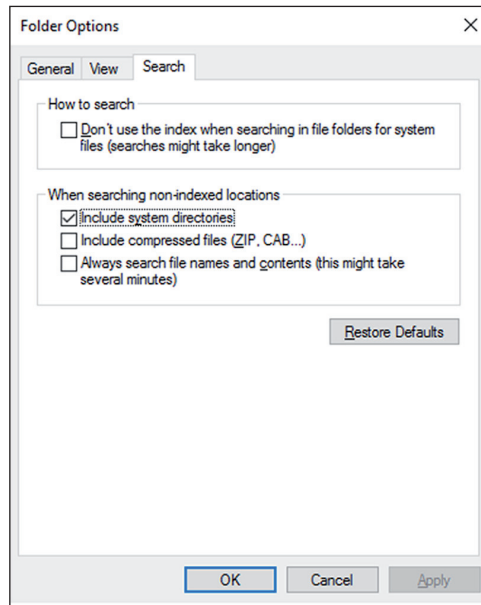 Folder Options
General View Search
How to search
Don't use the index when searching in file folders for system
files (searches might take longer)
When searching non-indexed locations
Include system directories
Include compressed files (ZIP, CAB...)
Always search file names and contents (this might take
several minutes)
Restore Defaults
OK Cancel Apply